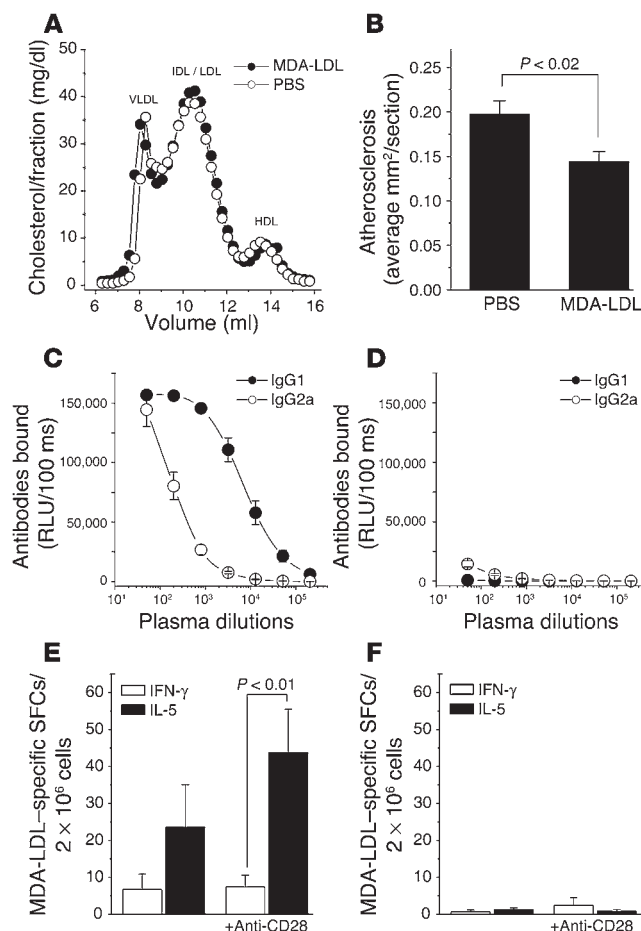 A
Cholesterol/fraction (mg/dl)
50
40
30
20
10
0
VLDL
IDL / LDL
HDL
MDA-LDL
PBS
6 8 10 12 14 16
Volume (ml)
B
Atherosclerosis
(average mm²/section)
0.25
0.20
0.15
0.10
0.05
0.00
P < 0.02
PBS MDA-LDL
C
Antibodies bound
(RLU/100 ms)
150,000
100,000
50,000
0
IgG1
IgG2a
10¹ 10² 10³ 10⁴ 10⁵
Plasma dilutions
D
Antibodies bound
(RLU/100 ms)
150,000
100,000
50,000
0
IgG1
IgG2a
10¹ 10² 10³ 10⁴ 10⁵
Plasma dilutions
E
MDA-LDL–specific SFCs/
2 × 10⁶ cells
60
50
40
30
20
10
0
IFN-γ
IL-5
P < 0.01
+Anti-CD28
F
MDA-LDL–specific SFCs/
2 × 10⁶ cells
60
50
40
30
20
10
0
IFN-γ
IL-5
+Anti-CD28